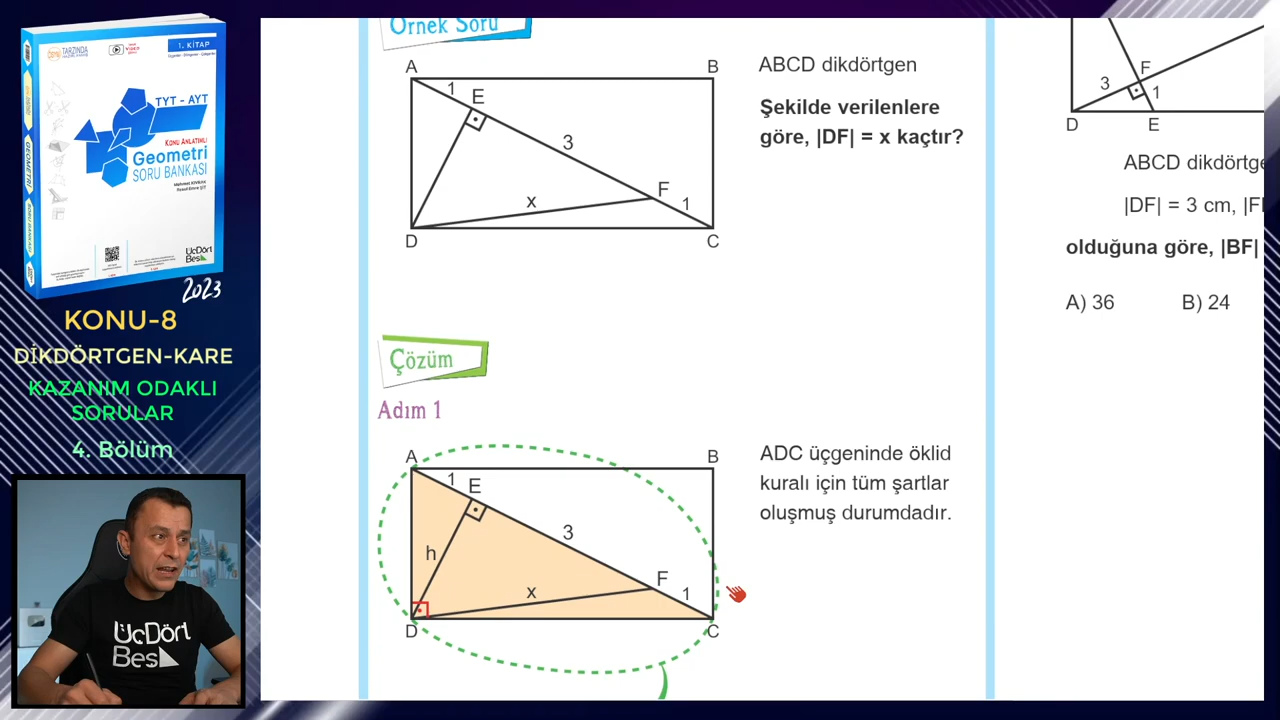 1. KİTAP
TYT - AYT
KONU ANLATIMLI
Geometri
SORU BANKASI
ÜçDört
Beş
2023
KONU-8
DİKDÖRTGEN-KARE
KAZANIM ODAKLI
SORULAR
4. Bölüm
ÜçDört
Beş
Örnek Soru
A
B
1
E
3
F
x
1
D
C
ABCD dikdörtgen
Şekilde verilenlere
göre, |DF| = x kaçtır?
Çözüm
Adım 1
A
B
1
E
3
h
F
x
1
D
C
ADC üçgeninde öklid
kuralı için tüm şartlar
oluşmuş durumdadır.
F
3
1
D
E
ABCD dikdörtge
|DF| = 3 cm, |F
olduğuna göre, |BF|
A) 36 B) 24